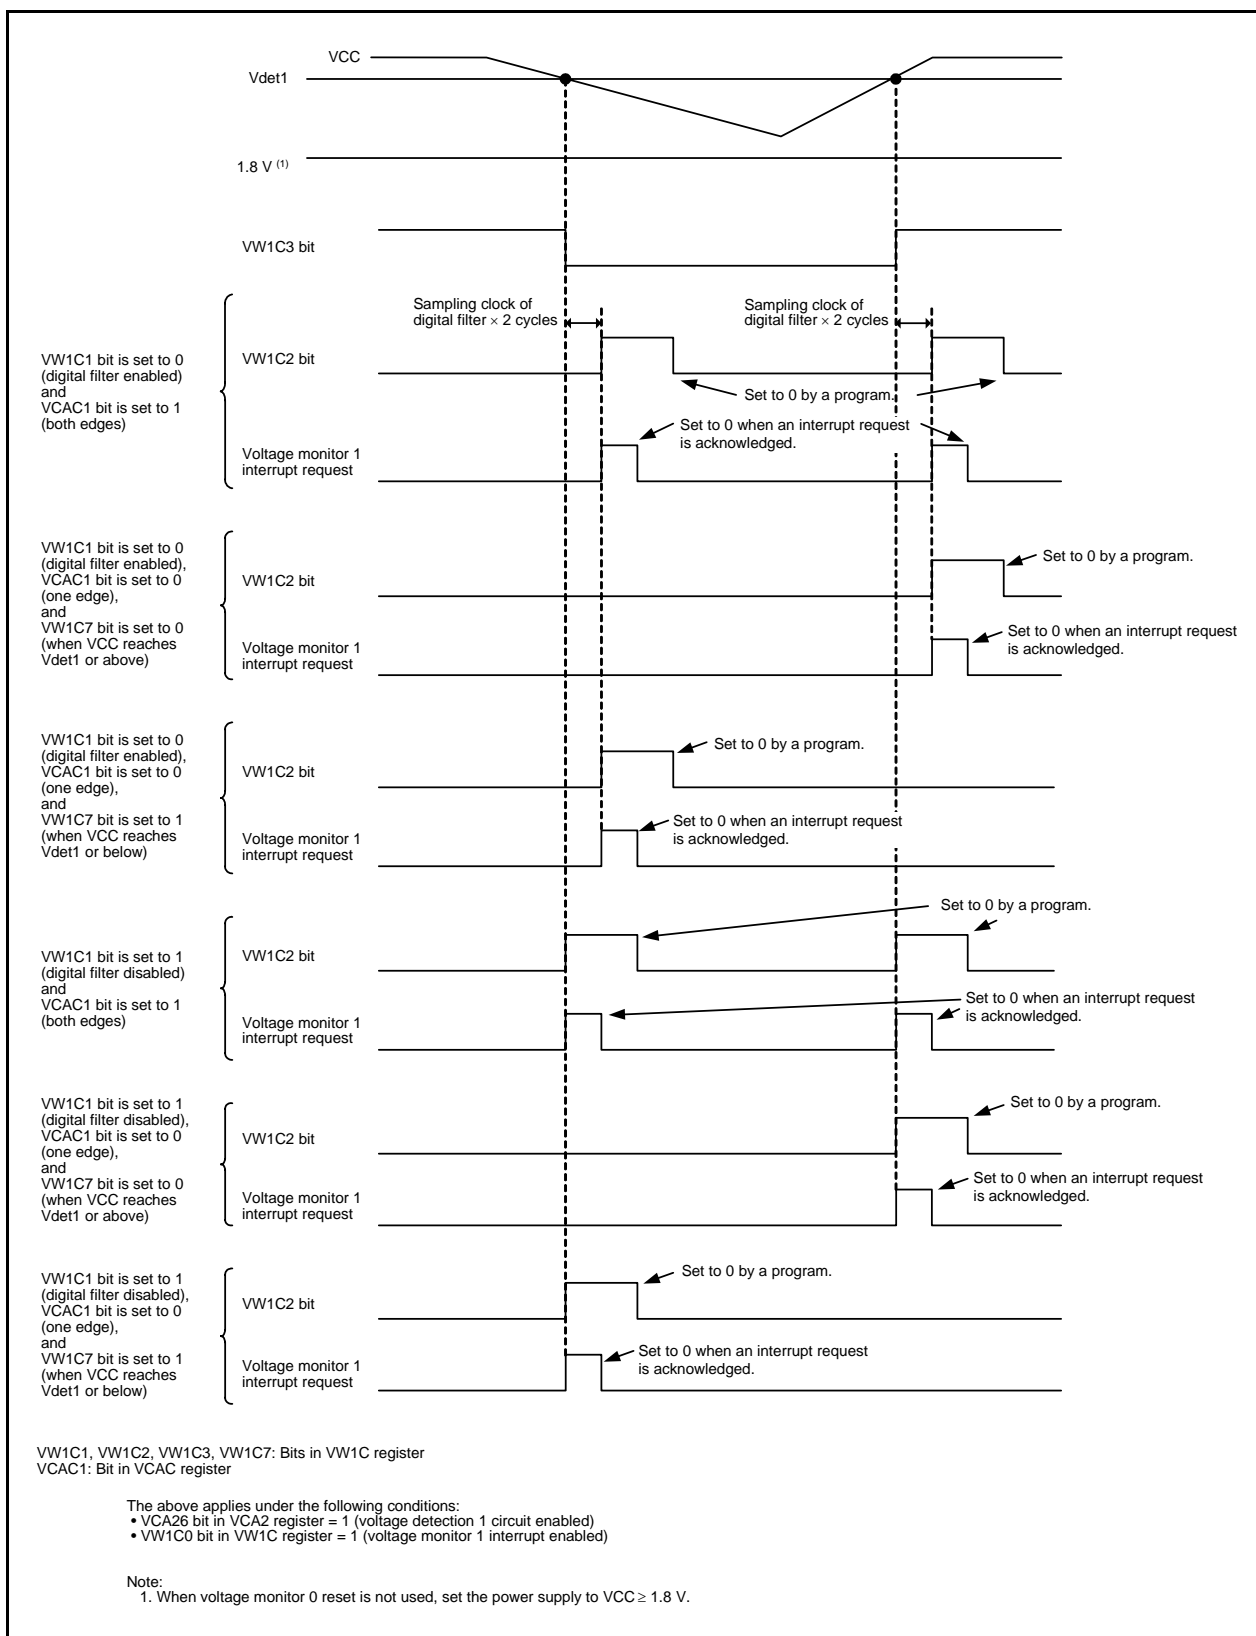 VCC
Vdet1
1.8 V (1)
VW1C3 bit
Sampling clock of
digital filter × 2 cycles
Sampling clock of
digital filter × 2 cycles
VW1C1 bit is set to 0
(digital filter enabled)
and
VCAC1 bit is set to 1
(both edges)
VW1C2 bit
Set to 0 by a program.
Set to 0 when an interrupt request
is acknowledged.
Voltage monitor 1
interrupt request
VW1C1 bit is set to 0
(digital filter enabled),
VCAC1 bit is set to 0
(one edge),
and
VW1C7 bit is set to 0
(when VCC reaches
Vdet1 or above)
VW1C2 bit
Set to 0 by a program.
Voltage monitor 1
interrupt request
Set to 0 when an interrupt request
is acknowledged.
VW1C1 bit is set to 0
(digital filter enabled),
VCAC1 bit is set to 0
(one edge),
and
VW1C7 bit is set to 1
(when VCC reaches
Vdet1 or below)
VW1C2 bit
Set to 0 by a program.
Voltage monitor 1
interrupt request
Set to 0 when an interrupt request
is acknowledged.
VW1C1 bit is set to 1
(digital filter disabled)
and
VCAC1 bit is set to 1
(both edges)
VW1C2 bit
Set to 0 by a program.
Voltage monitor 1
interrupt request
Set to 0 when an interrupt request
is acknowledged.
VW1C1 bit is set to 1
(digital filter disabled),
VCAC1 bit is set to 0
(one edge),
and
VW1C7 bit is set to 0
(when VCC reaches
Vdet1 or above)
VW1C2 bit
Set to 0 by a program.
Voltage monitor 1
interrupt request
Set to 0 when an interrupt request
is acknowledged.
VW1C1 bit is set to 1
(digital filter disabled),
VCAC1 bit is set to 0
(one edge),
and
VW1C7 bit is set to 1
(when VCC reaches
Vdet1 or below)
VW1C2 bit
Set to 0 by a program.
Voltage monitor 1
interrupt request
Set to 0 when an interrupt request
is acknowledged.
VW1C1, VW1C2, VW1C3, VW1C7: Bits in VW1C register
VCAC1: Bit in VCAC register
The above applies under the following conditions:
• VCA26 bit in VCA2 register = 1 (voltage detection 1 circuit enabled)
• VW1C0 bit in VW1C register = 1 (voltage monitor 1 interrupt enabled)
Note:
1. When voltage monitor 0 reset is not used, set the power supply to VCC ≥ 1.8 V.